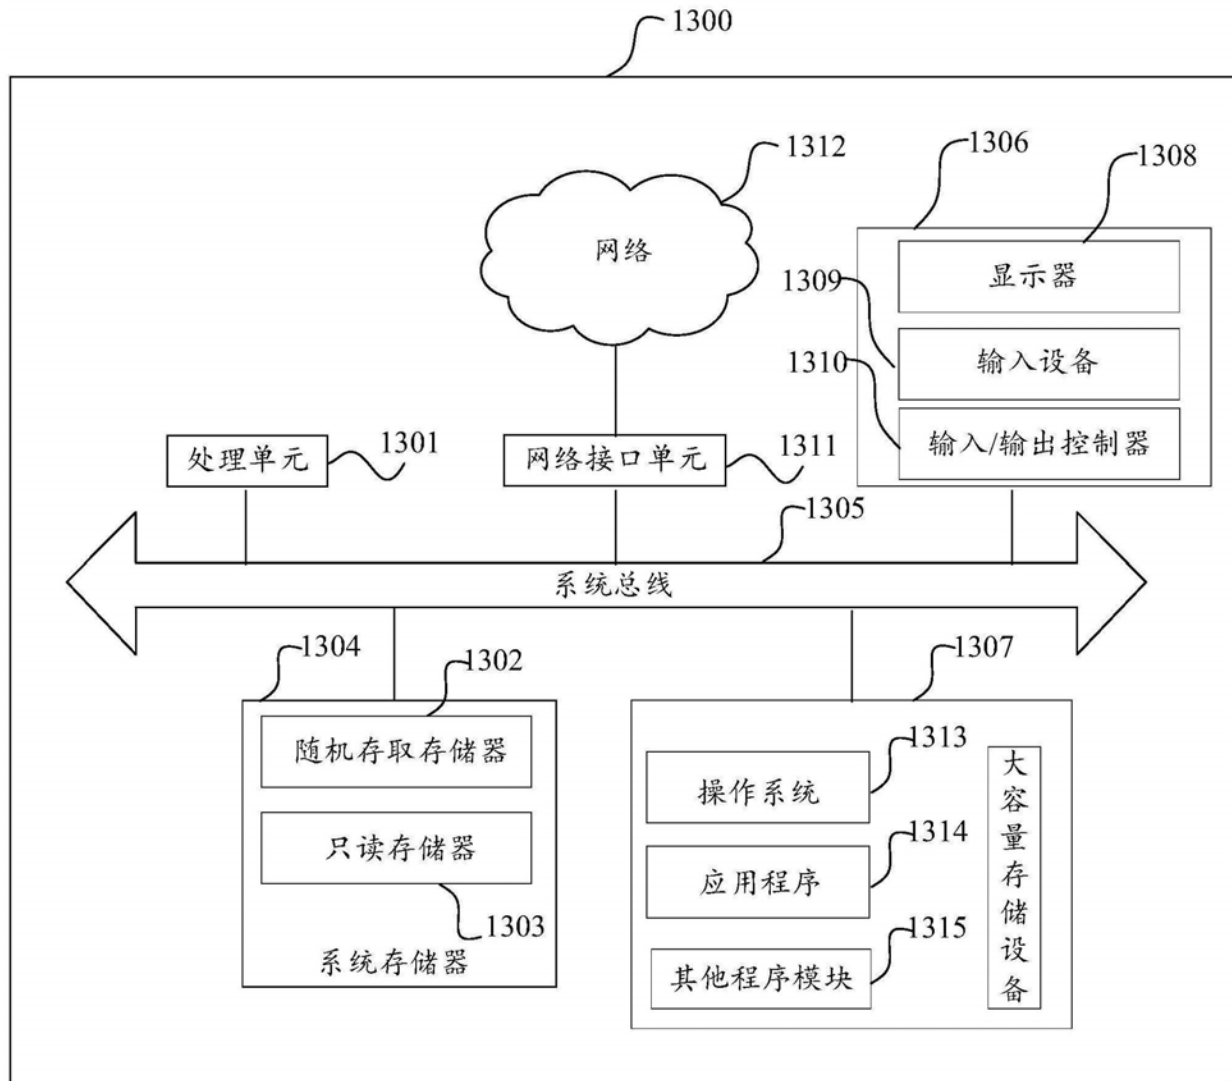 1300
1312
1306
1308
网络
1309
显示器
1310
输入设备
输入/输出控制器
处理单元
1301
网络接口单元
1311
1305
系统总线
1304
1302
随机存取存储器
只读存储器
1303
系统存储器
1307
1313
操作系统
1314
应用程序
1315
其他程序模块
大容量存储设备